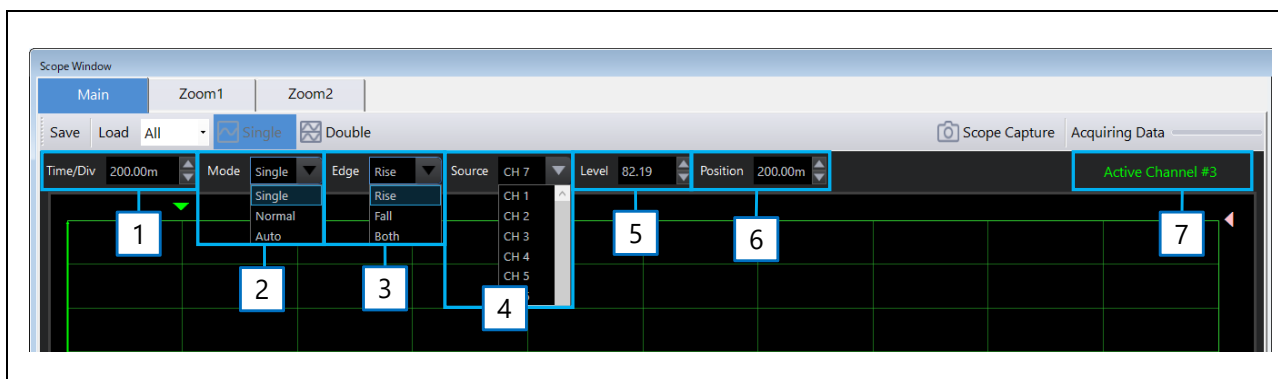 Scope Window
Main Zoom1 Zoom2
Save Load All Single Double Scope Capture Acquiring Data
Time/Div 200.00m Mode Single Edge Rise Source CH 7 Level 82.19 Position 200.00m Active Channel #3
Single Rise CH 1
Normal Fall CH 2
Auto Both CH 3
CH 4
CH 5
1 2 3 4 5 6 7